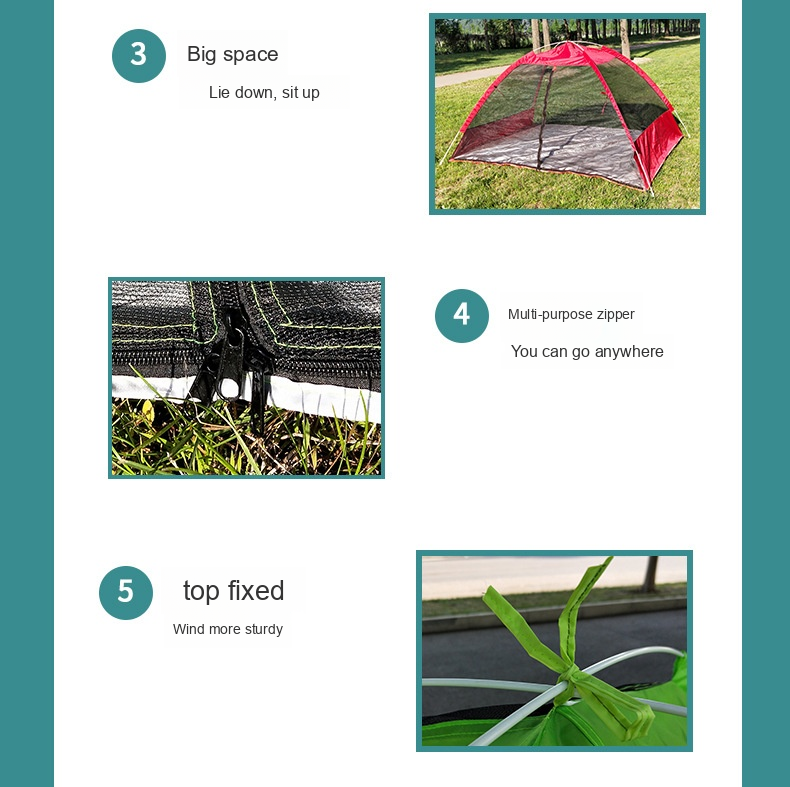 3
Big space
Lie down, sit up
4
Multi-purpose zipper
You can go anywhere
5
top fixed
Wind more sturdy